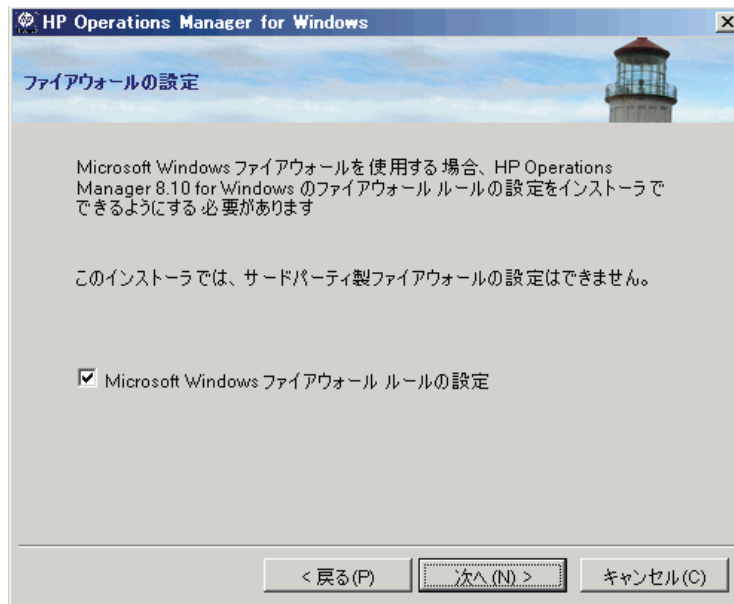 HP Operations Manager for Windows
ファイアウォールの設定
Microsoft Windows ファイアウォールを使用する場合、HP Operations
Manager 8.10 for Windows のファイアウォール ルールの設定をインストーラで
できるようにする必要があります
このインストーラでは、サードパーティ製ファイアウォールの設定はできません。
Microsoft Windows ファイアウォール ルールの設定
< 戻る(P)
次へ(N) >
キャンセル(C)